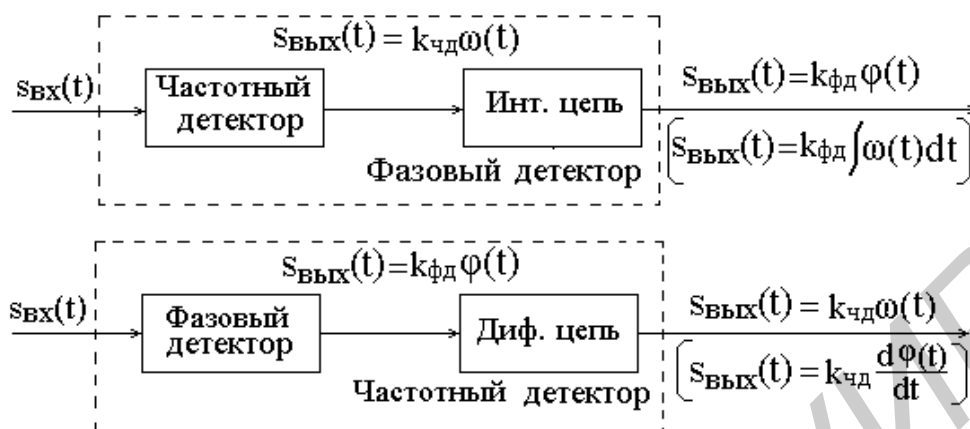 sвых(t) = kчдω(t)
sвх(t)
Частотный
детектор
Инт. цепь
Фазовый детектор
sвых(t)=kфдφ(t)
(sвых(t)=kфд∫ω(t)dt)
sвых(t)=kфдφ(t)
sвх(t)
Фазовый
детектор
Диф. цепь
Частотный детектор
sвых(t) = kчдω(t)
(sвых(t) = kчд dφ(t)/dt)